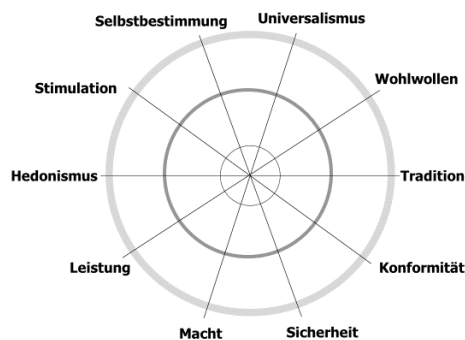 Universalismus
Selbstbestimmung
Wohlwollen
Stimulation
Hedonismus
Tradition
Leistung
Konformität
Macht
Sicherheit